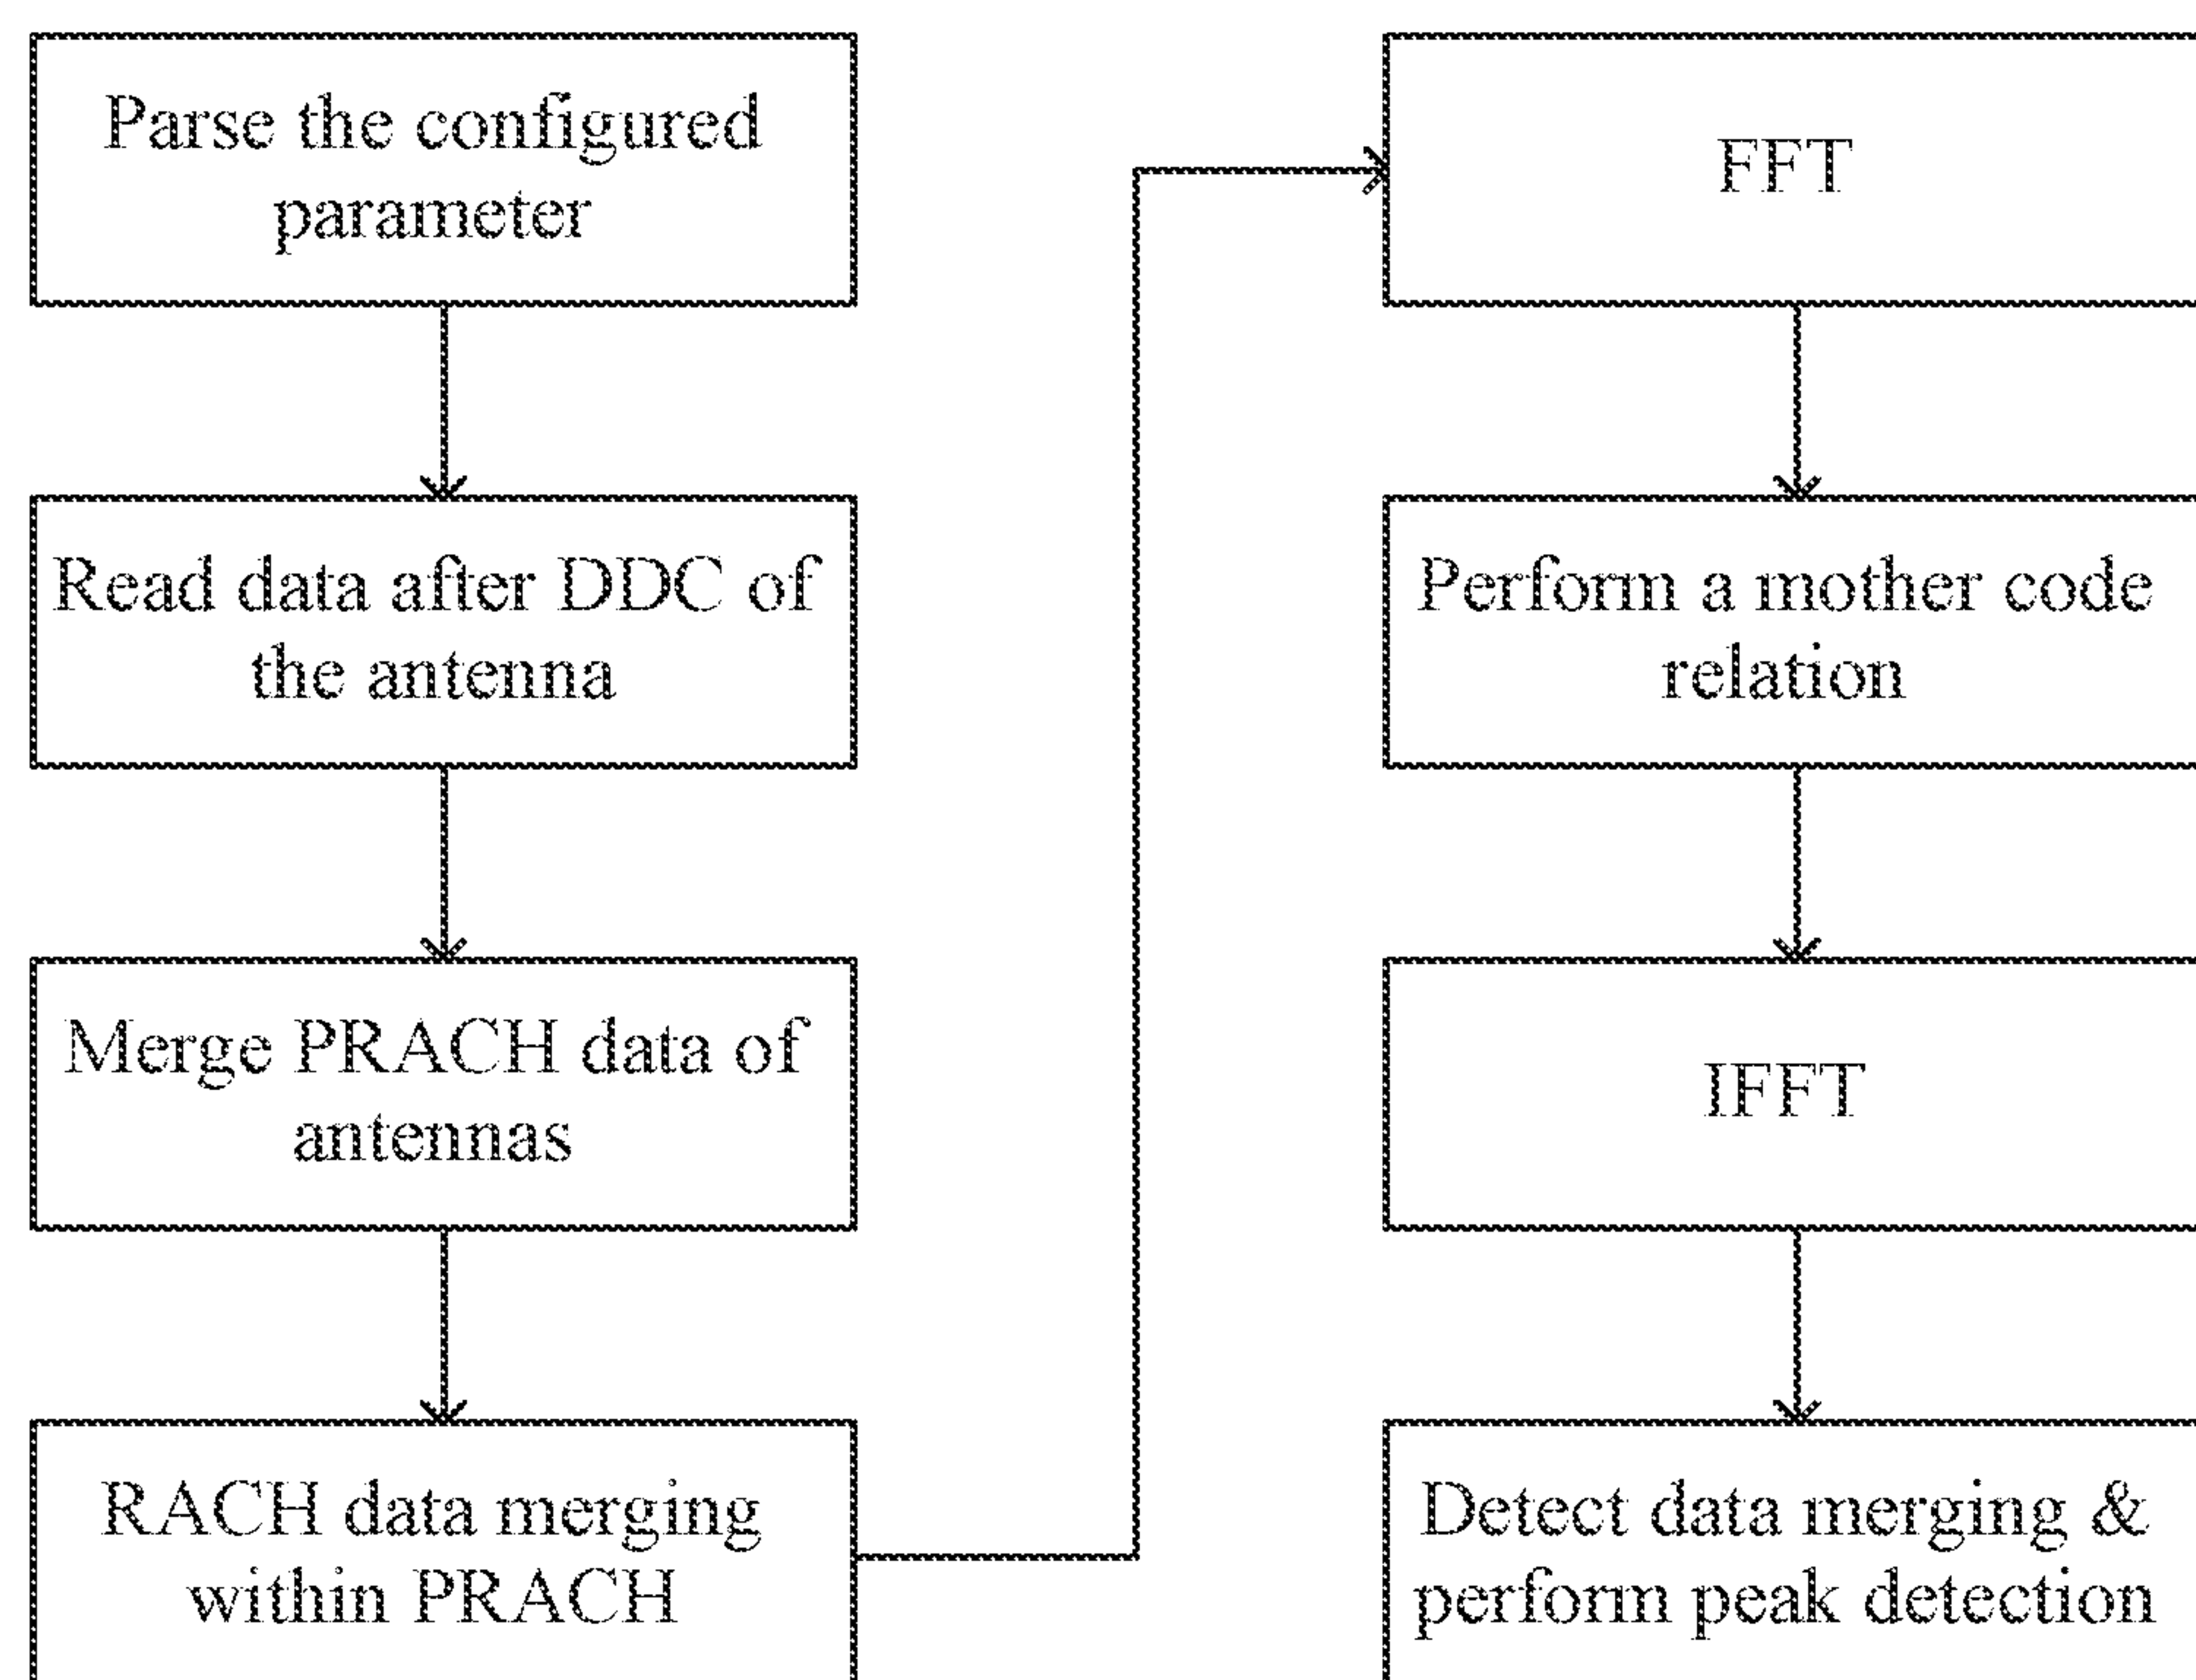 Parse the configured
parameter
Read data after DDC of
the antenna
Merge PRACH data of
antennas
RACH data merging
within PRACH
FFT
Perform a mother code
relation
IFFT
Detect data merging &
perform peak detection